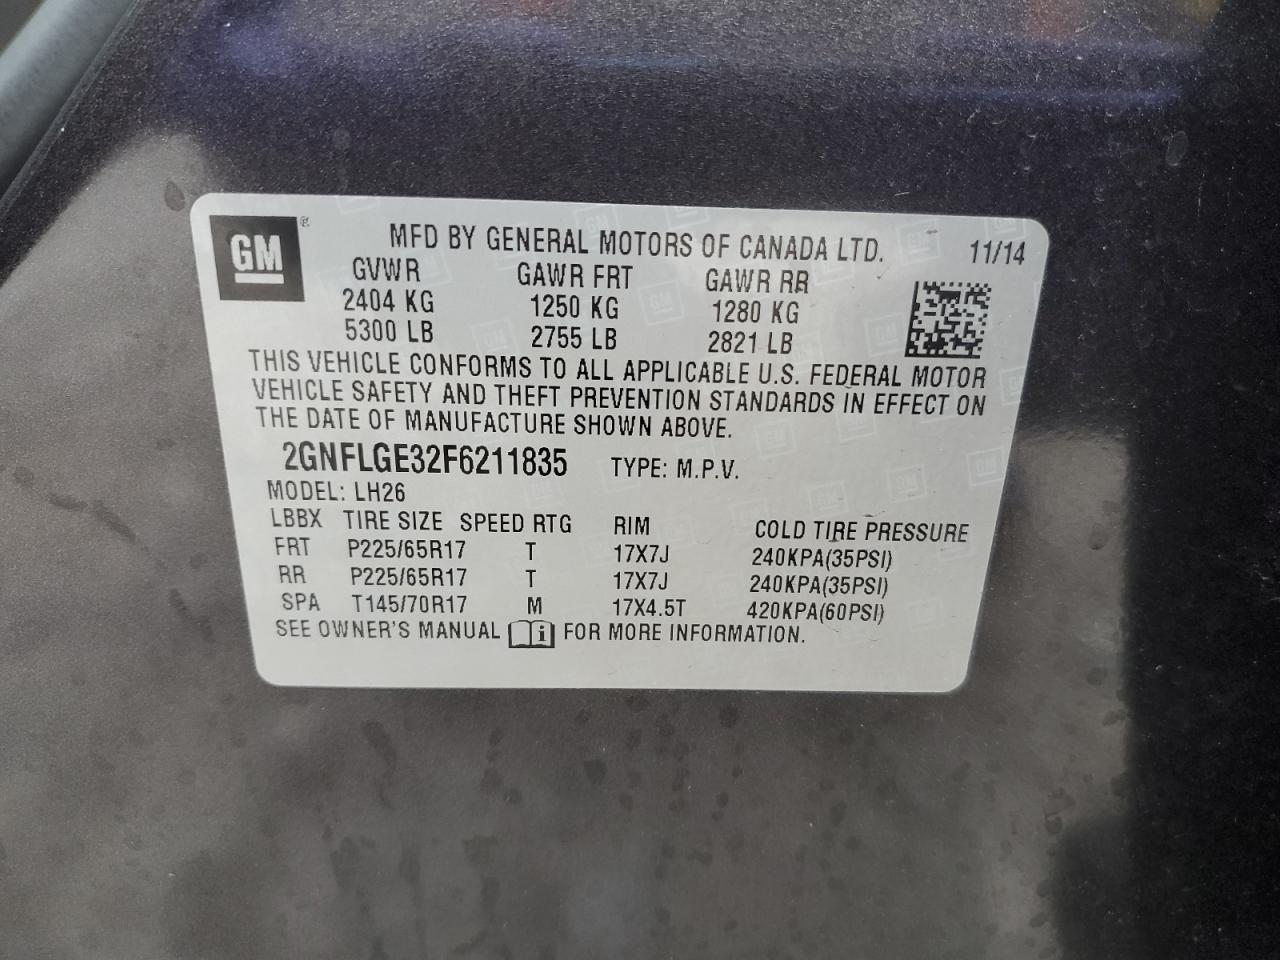 GM
MFD BY GENERAL MOTORS OF CANADA LTD. 11/14
GVWR GAWR FRT GAWR RR
2404 KG 1250 KG 1280 KG
5300 LB 2755 LB 2821 LB
THIS VEHICLE CONFORMS TO ALL APPLICABLE U.S. FEDERAL MOTOR
VEHICLE SAFETY AND THEFT PREVENTION STANDARDS IN EFFECT ON
THE DATE OF MANUFACTURE SHOWN ABOVE.
2GNFLGE32F6211835 TYPE: M.P.V.
MODEL: LH26
LBBX TIRE SIZE SPEED RTG RIM COLD TIRE PRESSURE
FRT P225/65R17 T 17X7J 240KPA(35PSI)
RR P225/65R17 T 17X7J 240KPA(35PSI)
SPA T145/70R17 M 17X4.5T 420KPA(60PSI)
SEE OWNER'S MANUAL FOR MORE INFORMATION.